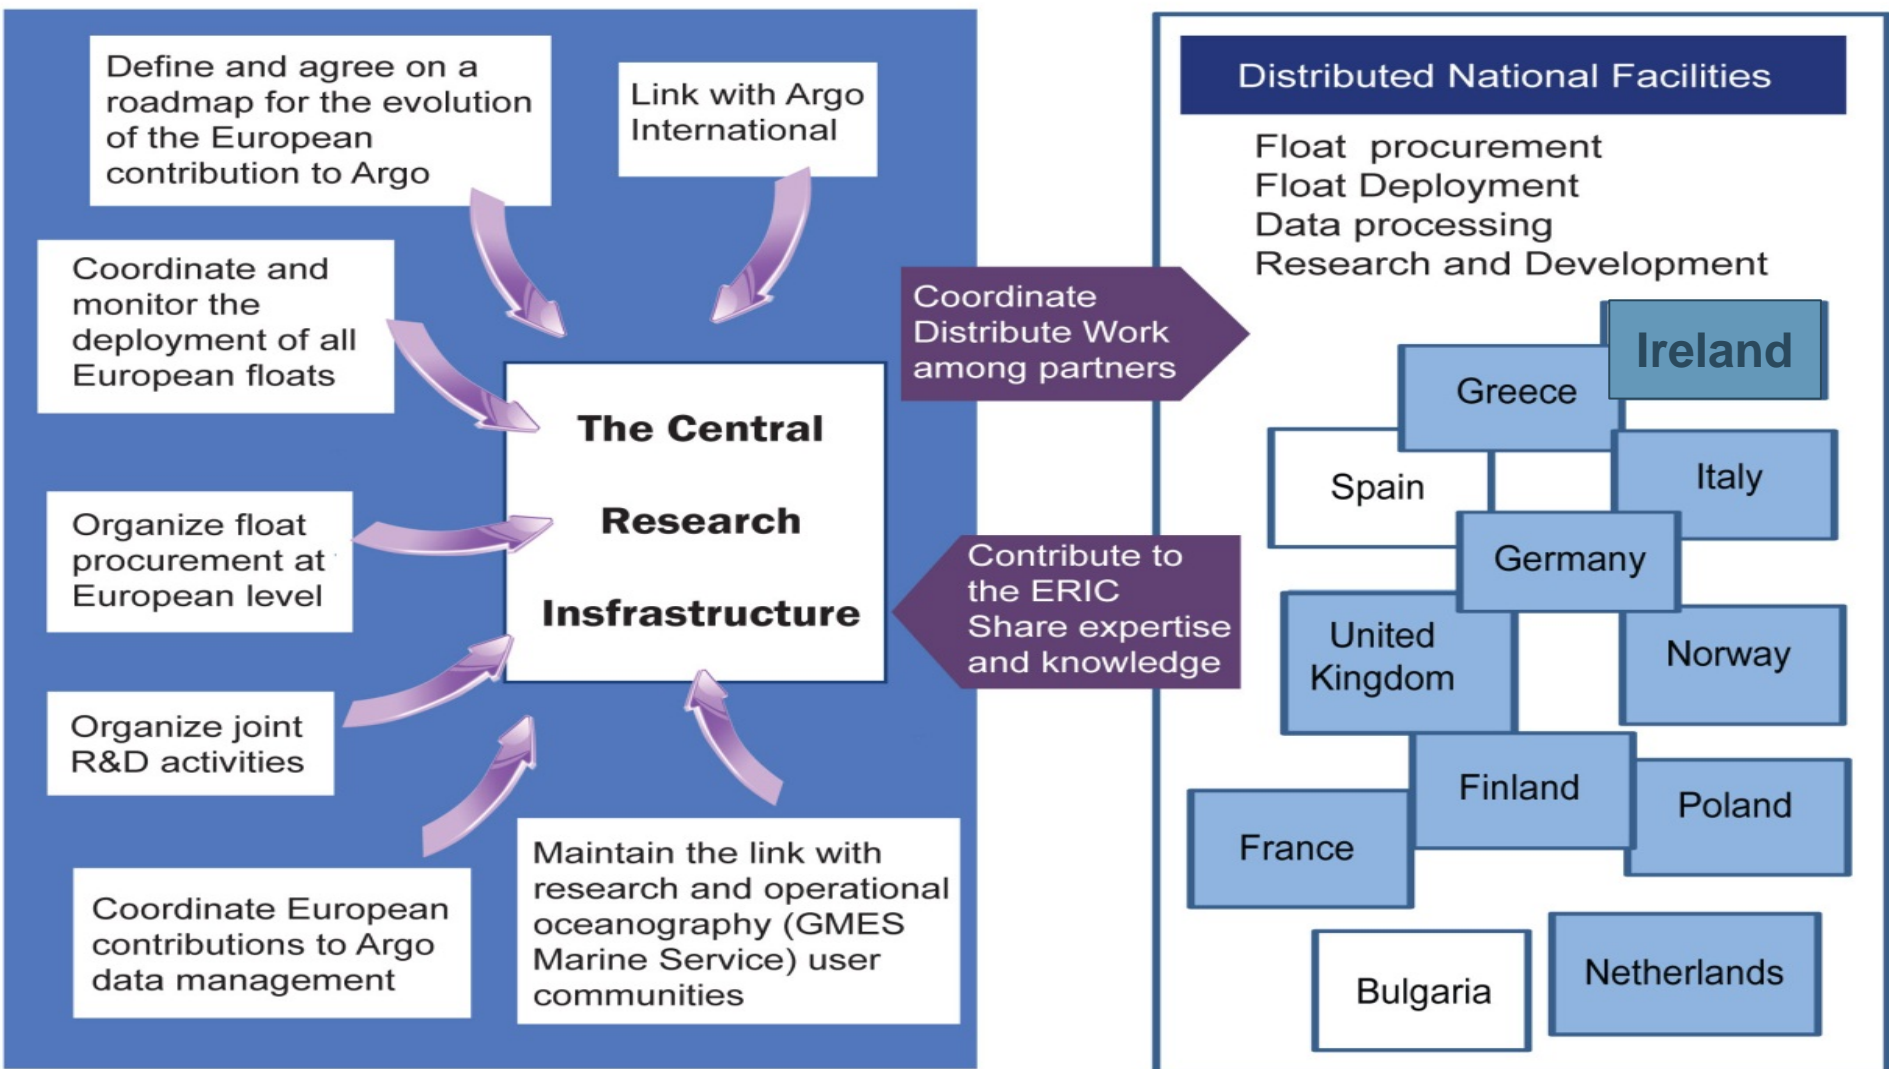 Define and agree on a
roadmap for the evolution
of the European
contribution to Argo
Link with Argo
International
Coordinate and
monitor the
deployment of all
European floats
Organize float
procurement at
European level
Organize joint
R&D activities
Coordinate European
contributions to Argo
data management
Maintain the link with
research and operational
oceanography (GMES
Marine Service) user
communities
The Central
Research
Insfrastructure
Coordinate
Distribute Work
among partners
Contribute to
the ERIC
Share expertise
and knowledge
Distributed National Facilities
Float procurement
Float Deployment
Data processing
Research and Development
Ireland
Greece
Spain
Italy
Germany
United
Kingdom
Norway
Finland
Poland
France
Bulgaria
Netherlands